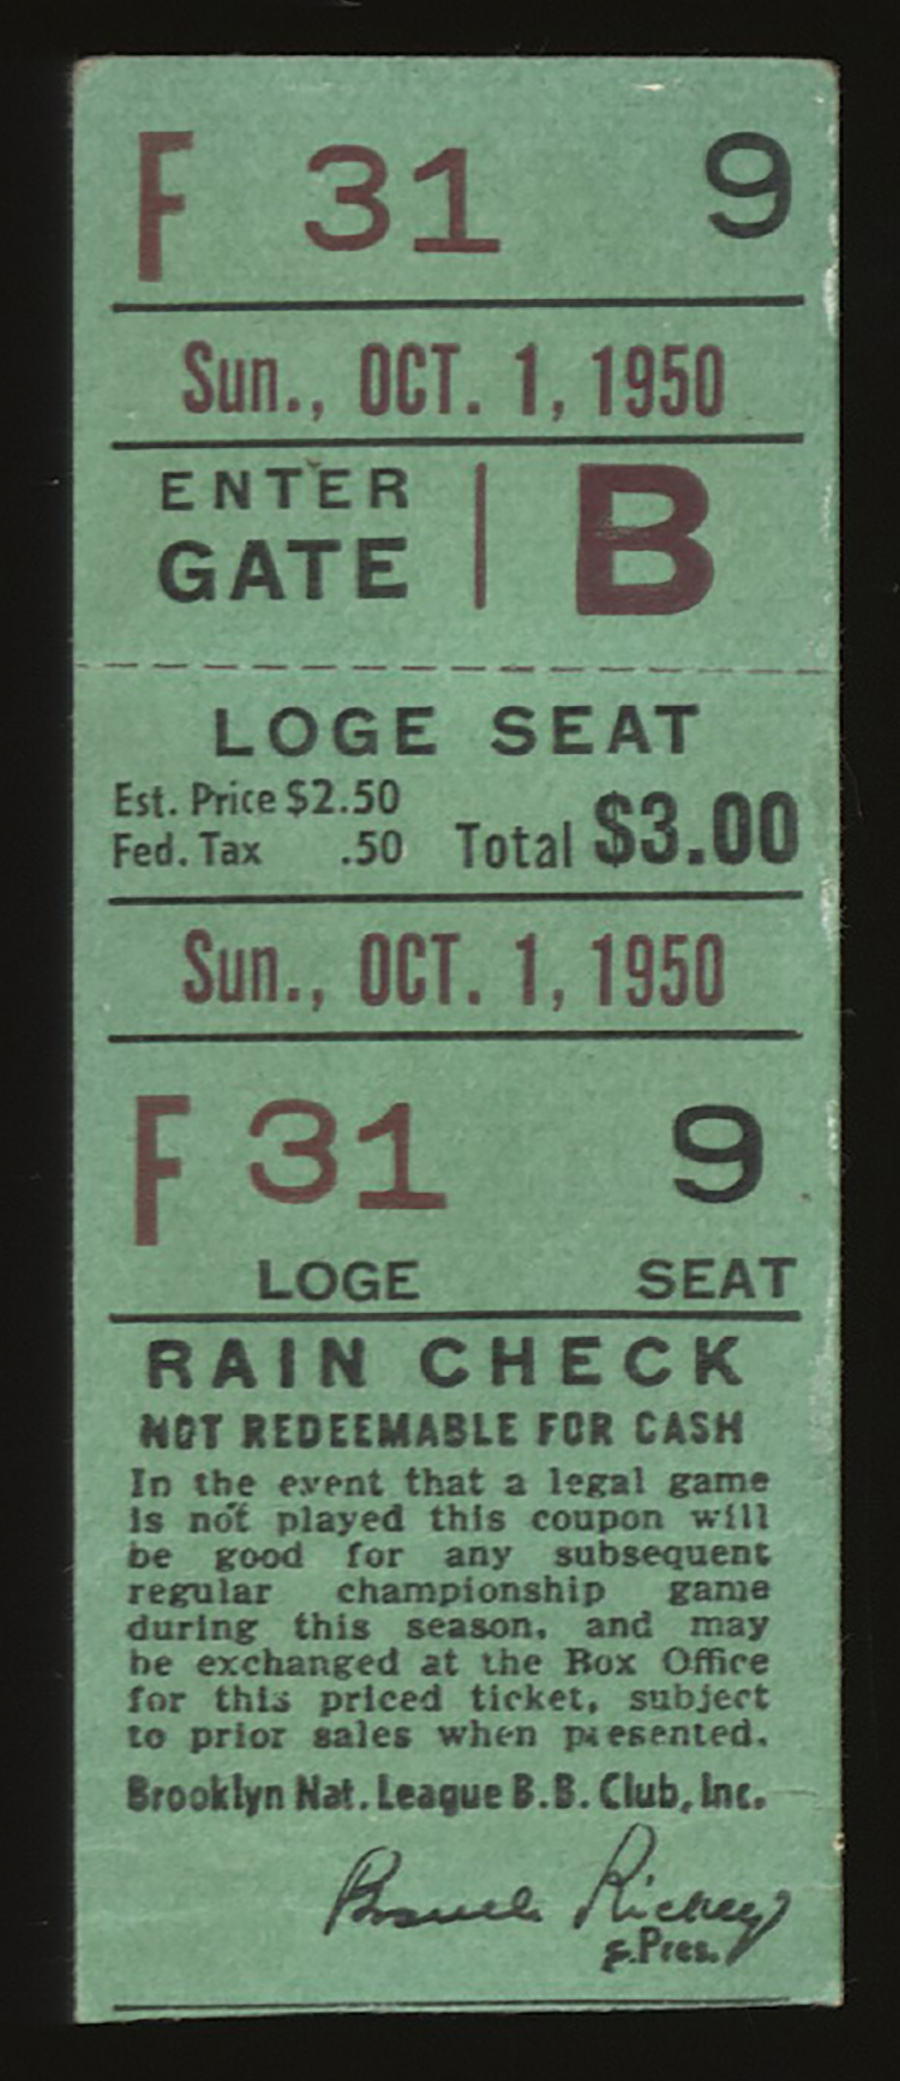 F 31 9
Sun., OCT. 1, 1950
ENTER
GATE B
LOGE SEAT
Est. Price $2.50
Fed. Tax .50 Total $3.00
Sun., OCT. 1, 1950
F 31 9
LOGE SEAT
RAIN CHECK
NOT REDEEMABLE FOR CASH
In the event that a legal game
is not played this coupon will
be good for any subsequent
regular championship game
during this season, and may
be exchanged at the Box Office
for this priced ticket, subject
to prior sales when presented.
Brooklyn Nat. League B.B. Club, Inc.
Branch Rickey
Pres.